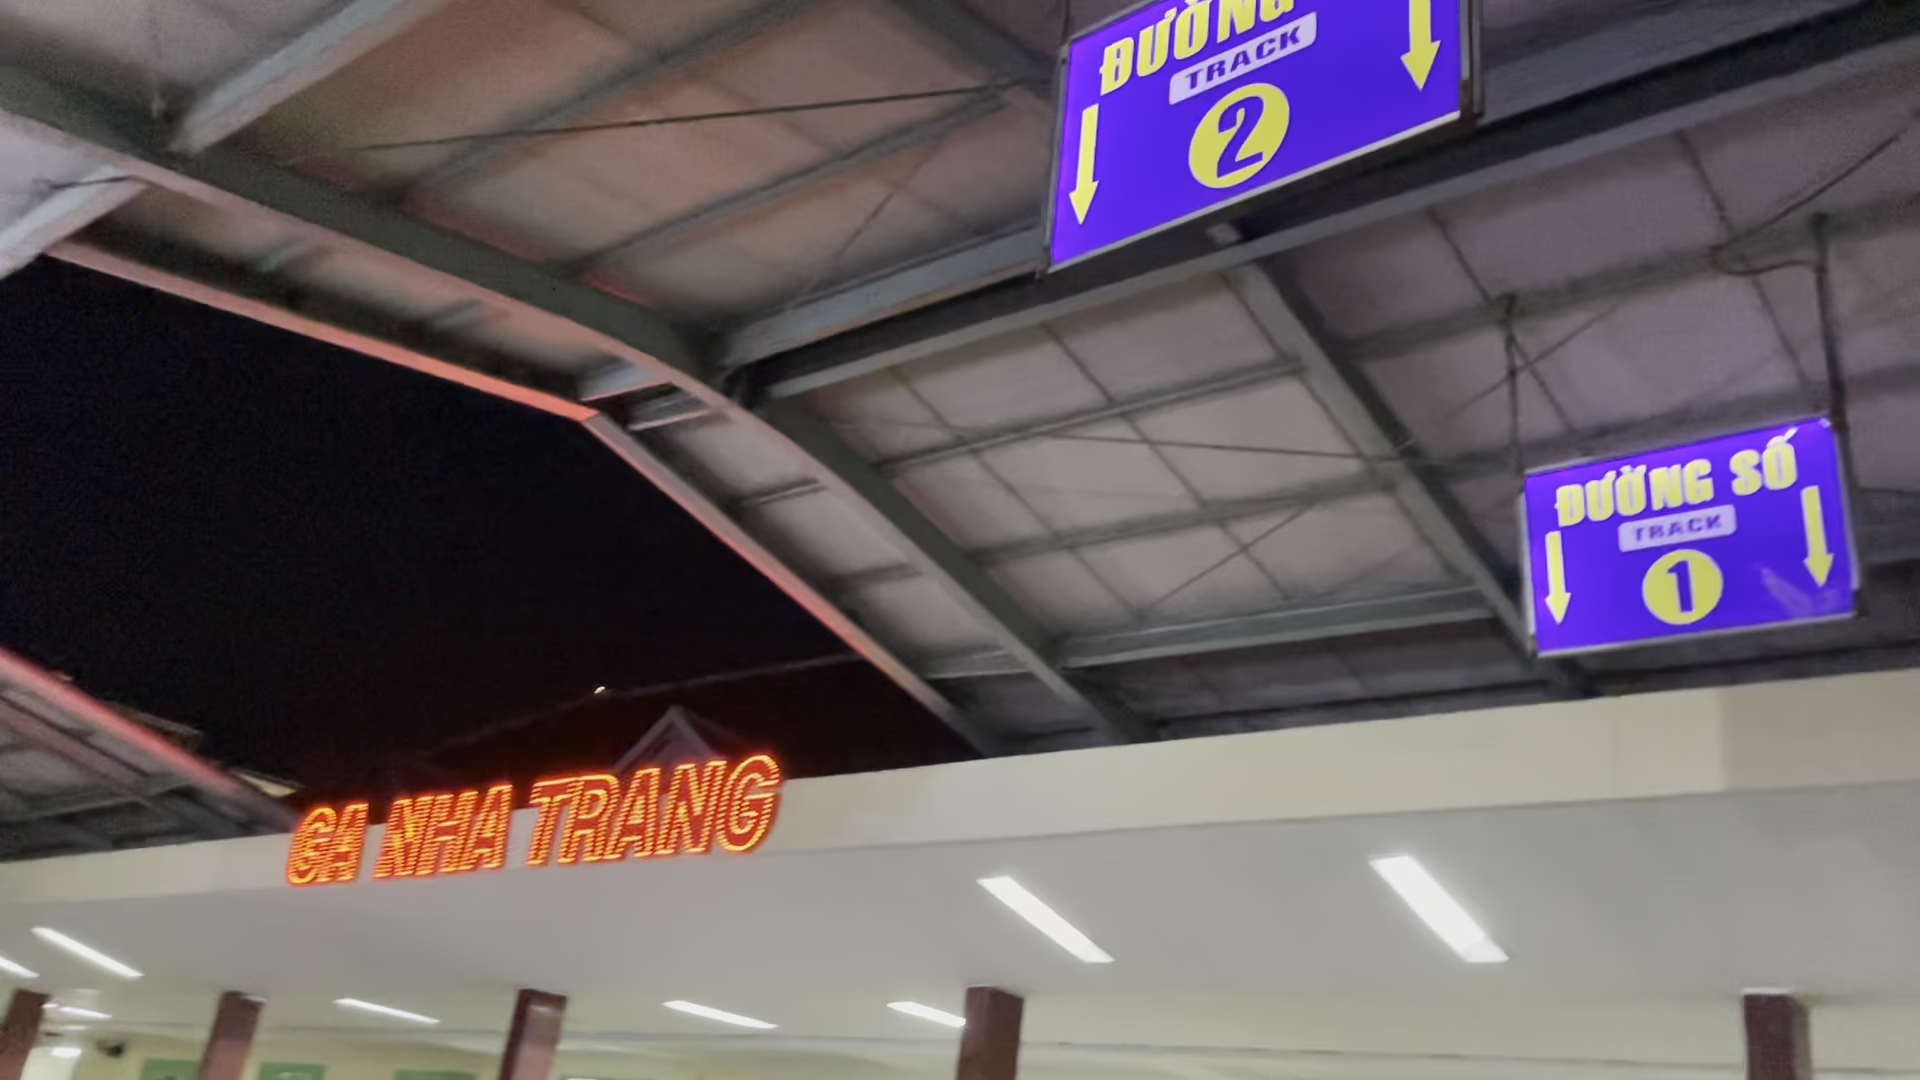 ĐƯỜNG
TRACK
2
ĐƯỜNG SỐ
TRACK
1
GA NHA TRANG